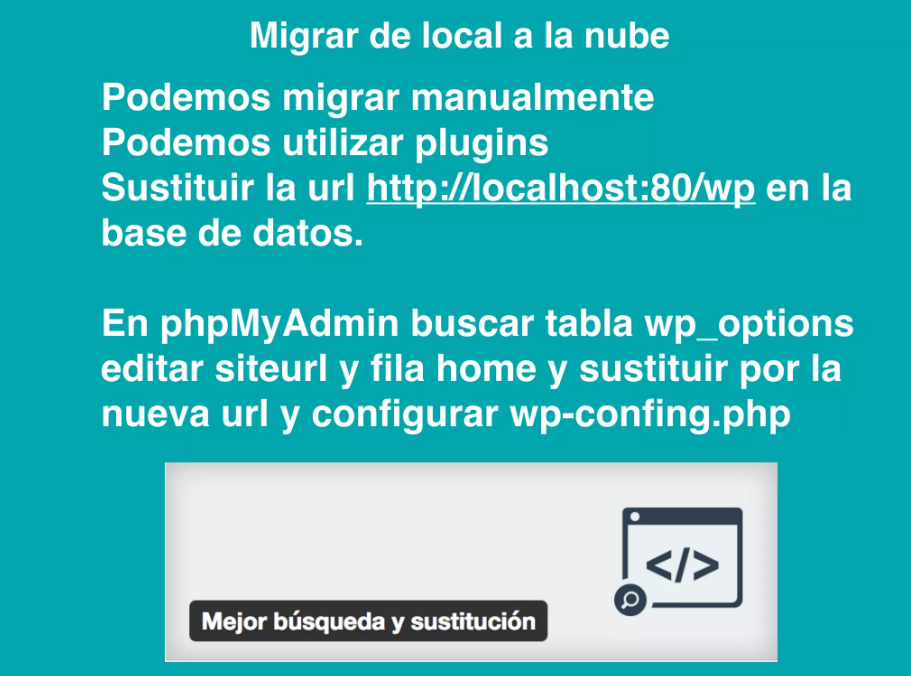 Migrar de local a la nube
Podemos migrar manualmente
Podemos utilizar plugins
Sustituir la url http://localhost:80/wp en la
base de datos.
En phpMyAdmin buscar tabla wp_options
editar siteurl y fila home y sustituir por la
nueva url y configurar wp-confing.php
</>
Mejor búsqueda y sustitución